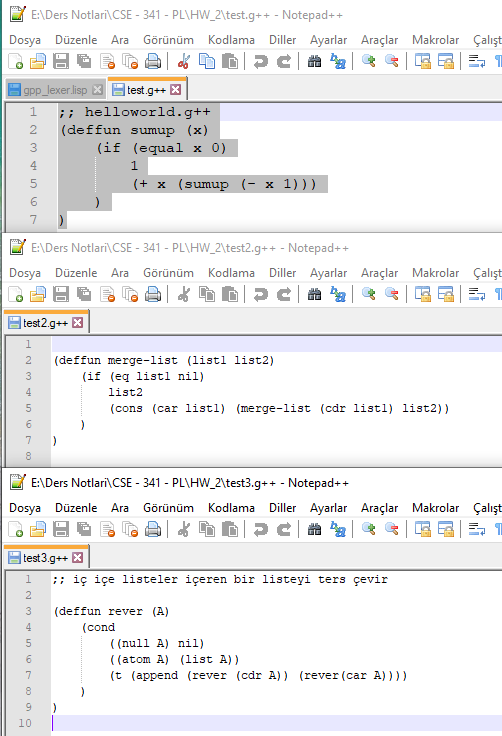 E:\Ders Notlari\CSE - 341 - PL\HW_2\test.g++ - Notepad++
Dosya Düzenle Ara Görünüm Kodlama Diller Ayarlar Araçlar Makrolar Çalışt
gpp_lexer.lisp test.g++
1 ;; helloworld.g++
2 (deffun sumup (x)
3 (if (equal x 0)
4 1
5 (+ x (sumup (- x 1)))
6 )
7 )
E:\Ders Notlari\CSE - 341 - PL\HW_2\test2.g++ - Notepad++
Dosya Düzenle Ara Görünüm Kodlama Diller Ayarlar Araçlar Makrolar Çalışt
test2.g++
1
2 (deffun merge-list (list1 list2)
3 (if (eq list1 nil)
4 list2
5 (cons (car list1) (merge-list (cdr list1) list2))
6 )
7 )
8
E:\Ders Notlari\CSE - 341 - PL\HW_2\test3.g++ - Notepad++
Dosya Düzenle Ara Görünüm Kodlama Diller Ayarlar Araçlar Makrolar Çalışt
test3.g++
1 ;; iç içe listeler içeren bir listeyi ters çevir
2
3 (deffun rever (A)
4 (cond
5 ((null A) nil)
6 ((atom A) (list A))
7 (t (append (rever (cdr A)) (rever(car A))))
8 )
9 )
10